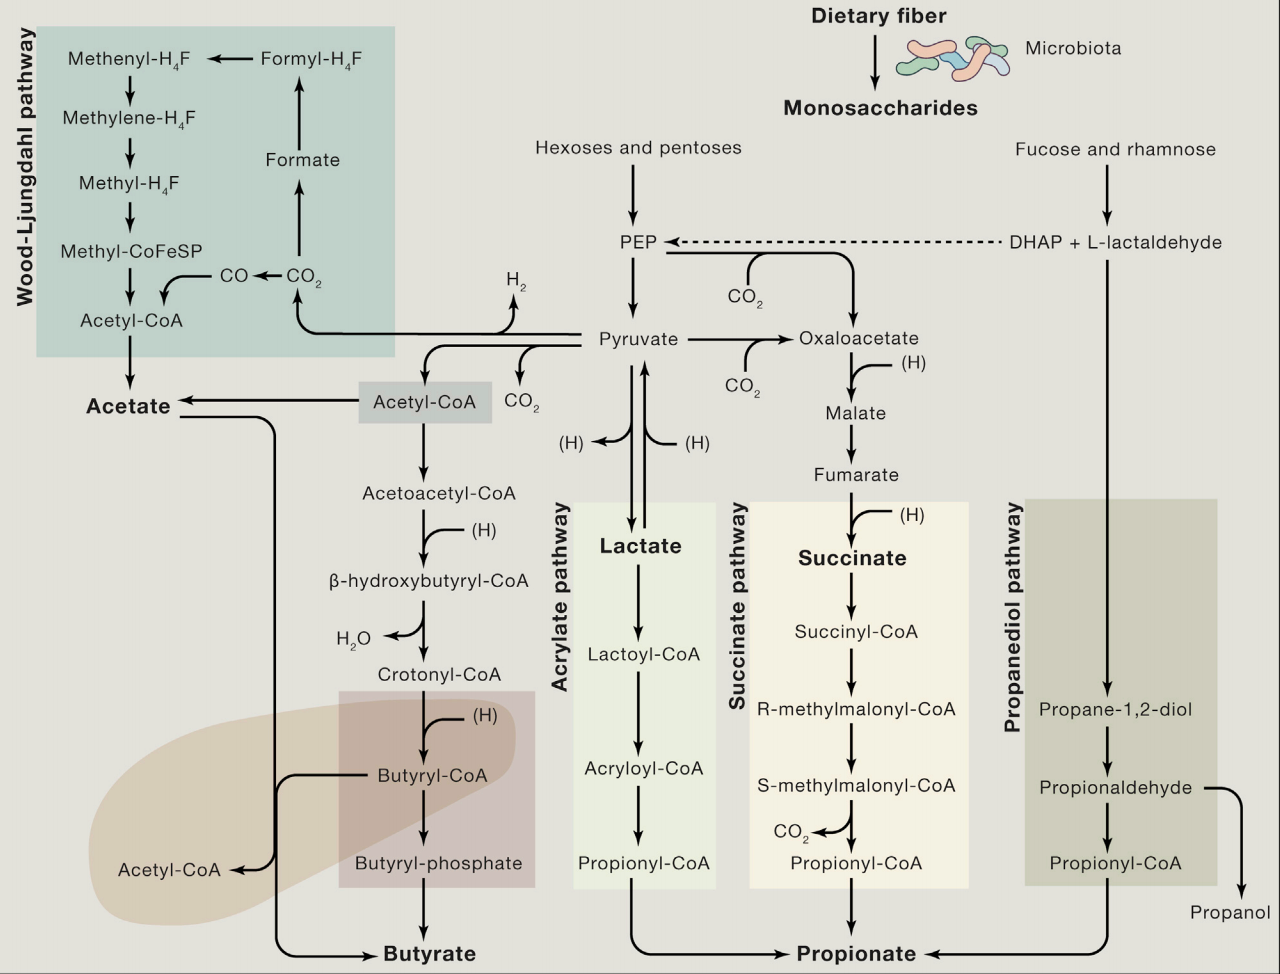 Dietary fiber
Microbiota
Monosaccharides
Wood-Ljungdahl pathway
Methenyl-H₄F
Formyl-H₄F
Methylene-H₄F
Formate
Methyl-H₄F
Methyl-CoFeSP
CO
CO₂
Acetyl-CoA
Acetate
Hexoses and pentoses
Fucose and rhamnose
PEP
DHAP + L-lactaldehyde
CO₂
H₂
Pyruvate
Oxaloacetate
CO₂
(H)
Acetyl-CoA
CO₂
Malate
(H)
(H)
Fumarate
Acetoacetyl-CoA
(H)
(H)
β-hydroxybutyryl-CoA
H₂O
Crotonyl-CoA
(H)
Butyryl-CoA
Acetyl-CoA
Butyryl-phosphate
Butyrate
Acrylate pathway
Lactate
Lactoyl-CoA
Acryloyl-CoA
Propionyl-CoA
Succinate pathway
Succinate
Succinyl-CoA
R-methylmalonyl-CoA
S-methylmalonyl-CoA
CO₂
Propionyl-CoA
Propionate
Propanediol pathway
Propane-1,2-diol
Propionaldehyde
Propionyl-CoA
Propanol